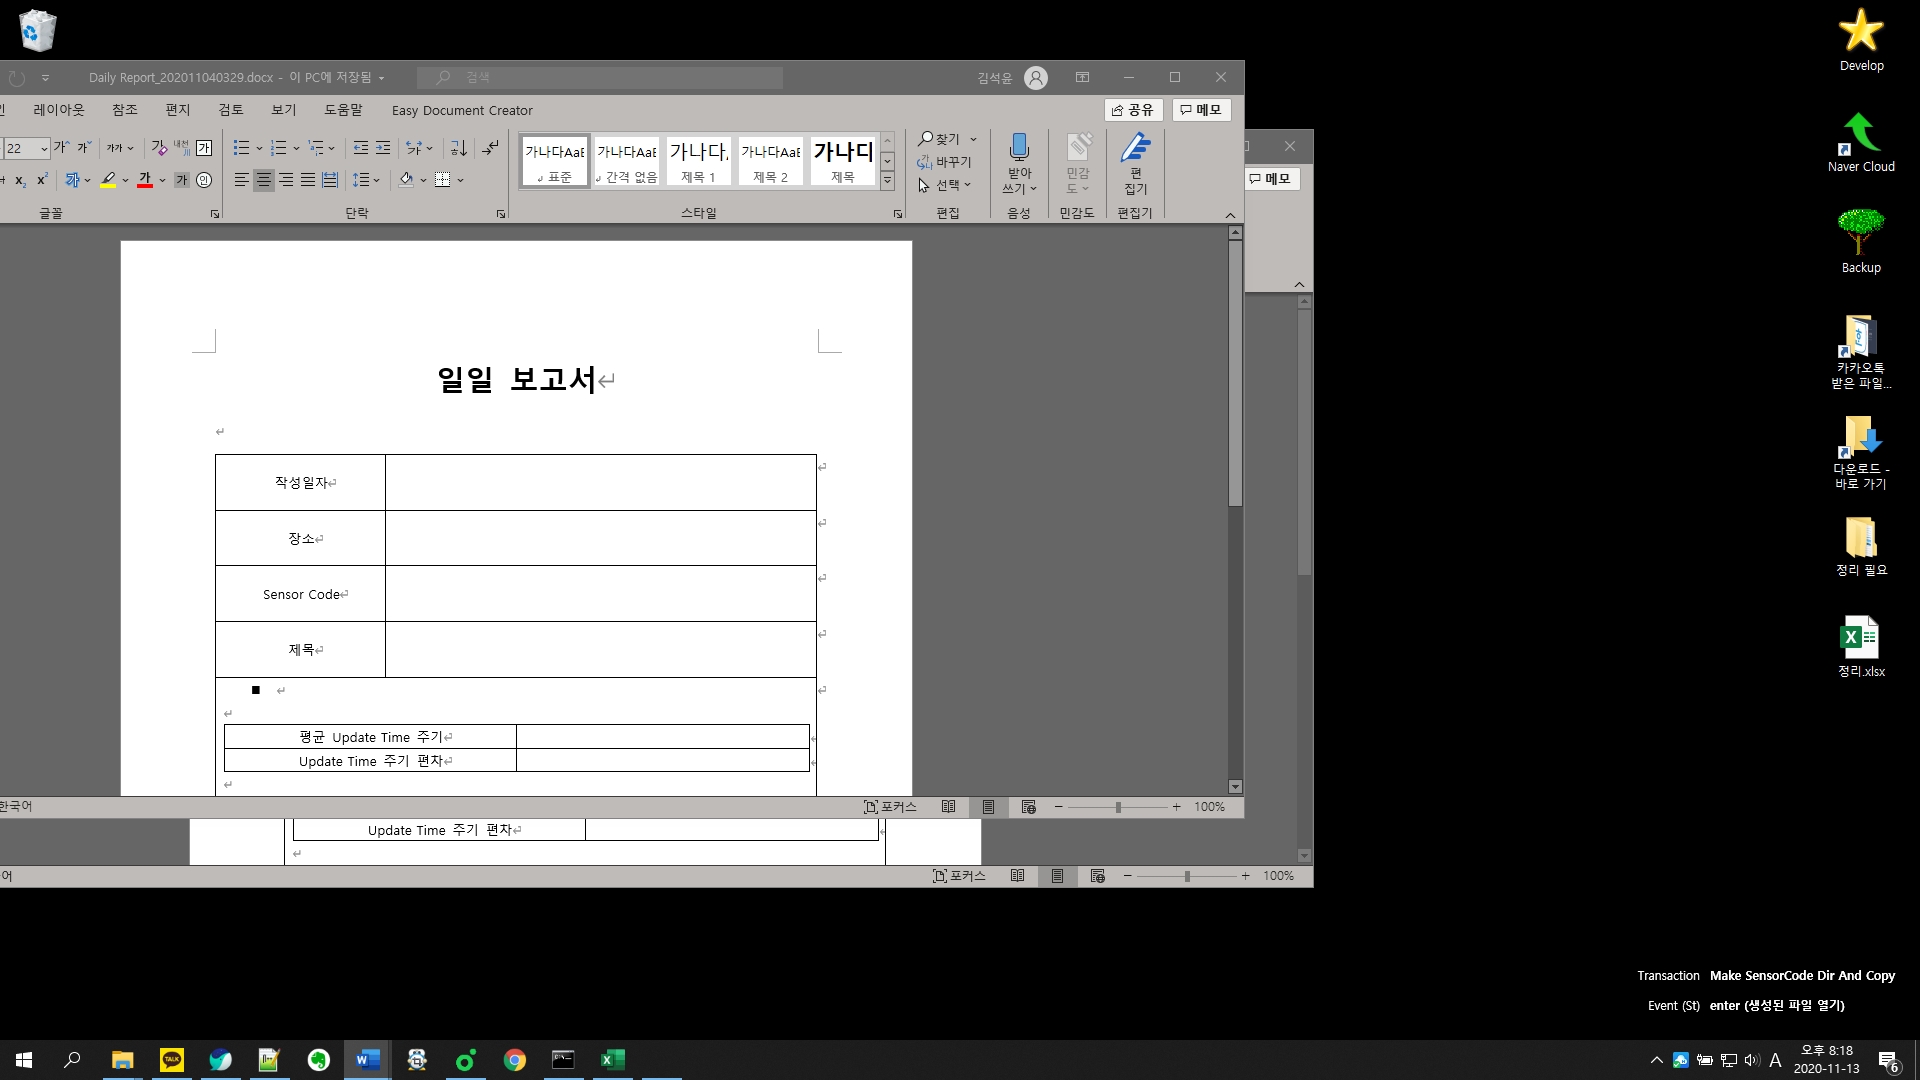 Daily Report_202011040329.docx - 이 PC에 저장됨
검색
김석윤
레이아웃 참조 편지 검토 보기 도움말 Easy Document Creator
공유 메모
22
가나다AaB
표준
가나다AaB
간격 없음
가나다
제목 1
가나다AaB
제목 2
가나다
제목
찾기
바꾸기
선택
받아
쓰기
민감
도
편
집기
글꼴 단락 스타일 편집 음성 민감도 편집기
메모
일일 보고서
작성일자
장소
Sensor Code
제목
평균 Update Time 주기
Update Time 주기 편차
한국어
포커스
100%
Update Time 주기 편차
어
포커스
100%
Develop
Naver Cloud
Backup
카카오톡
받은 파일...
다운로드 -
바로 가기
정리 필요
정리.xlsx
Transaction Make SensorCode Dir And Copy
Event (St) enter (생성된 파일 열기)
TALK
A
오후 8:18
2020-11-13
6